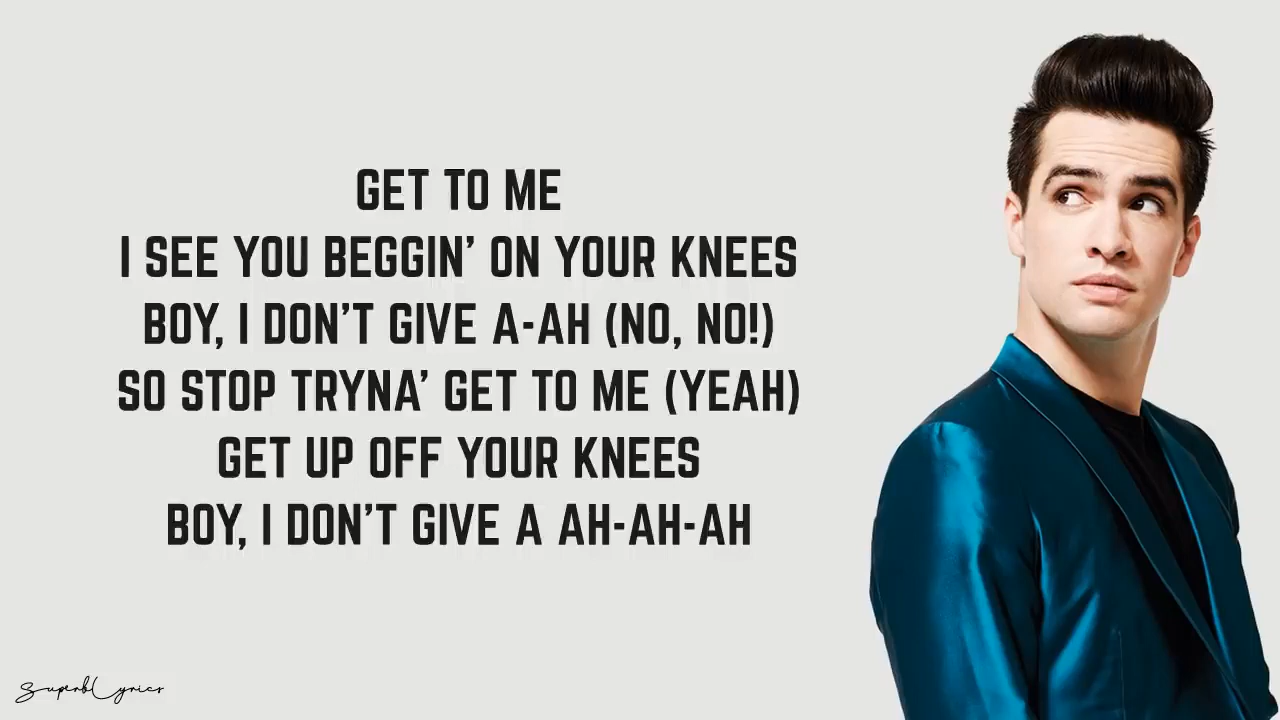 GET TO ME
I SEE YOU BEGGIN’ ON YOUR KNEES
BOY, I DON’T GIVE A-AH (NO, NO!)
SO STOP TRYNA’ GET TO ME (YEAH)
GET UP OFF YOUR KNEES
BOY, I DON’T GIVE A AH-AH-AH
SuperbLyrics